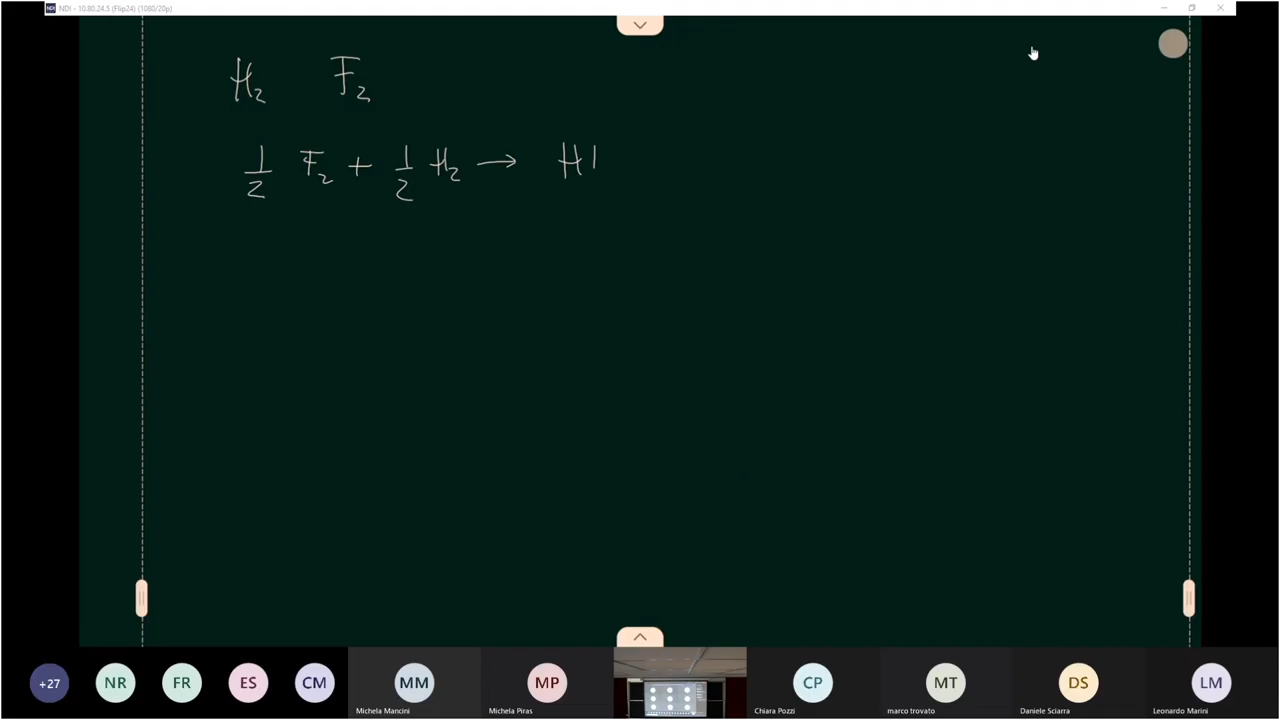 NDI - 10.80.24.5 (Flip24) (1080/20p)
H₂ F₂
1/2 F₂ + 1/2 H₂ → HI
+27 NR FR ES CM MM MP CP MT DS LM
Michela Mancini Michela Piras Chiara Pozzi marco trovato Daniele Sciarra Leonardo Marini